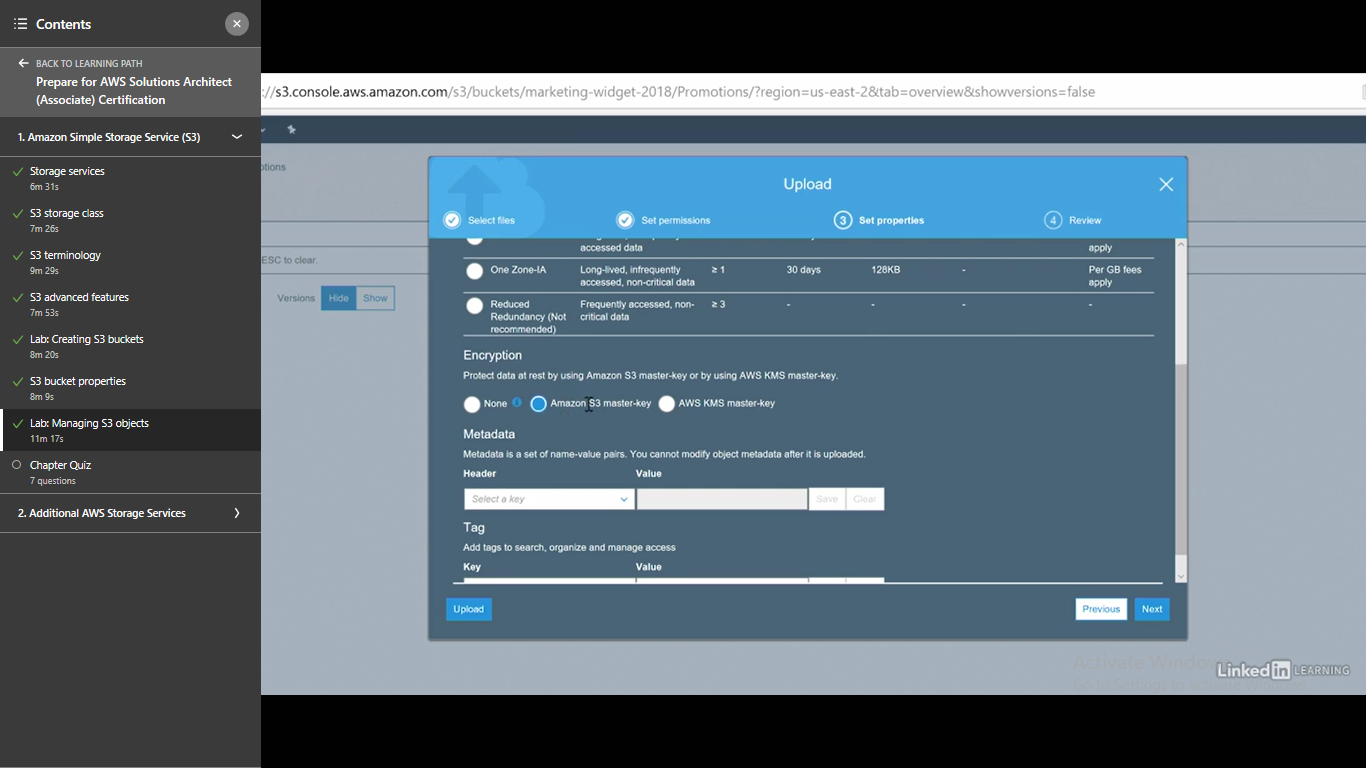 Contents
BACK TO LEARNING PATH
Prepare for AWS Solutions Architect
(Associate) Certification
1. Amazon Simple Storage Service (S3)
Storage services
6m 31s
S3 storage class
7m 26s
S3 terminology
9m 29s
S3 advanced features
7m 53s
Lab: Creating S3 buckets
8m 20s
S3 bucket properties
8m 9s
Lab: Managing S3 objects
11m 17s
Chapter Quiz
7 questions
2. Additional AWS Storage Services
://s3.console.aws.amazon.com/s3/buckets/marketing-widget-2018/Promotions/?region=us-east-2&tab=overview&showversions=false
ESC to clear.
Versions Hide Show
Upload
Select files Set permissions 3 Set properties 4 Review
accessed data apply
One Zone-IA Long-lived, infrequently ≥ 1 30 days 128KB - Per GB fees
accessed, non-critical data apply
Reduced Frequently accessed, non- ≥ 3 - - - -
Redundancy (Not critical data
recommended)
Encryption
Protect data at rest by using Amazon S3 master-key or by using AWS KMS master-key.
None Amazon S3 master-key AWS KMS master-key
Metadata
Metadata is a set of name-value pairs. You cannot modify object metadata after it is uploaded.
Header Value
Select a key Save Clear
Tag
Add tags to search, organize and manage access
Key Value
Upload Previous Next
Linked in LEARNING